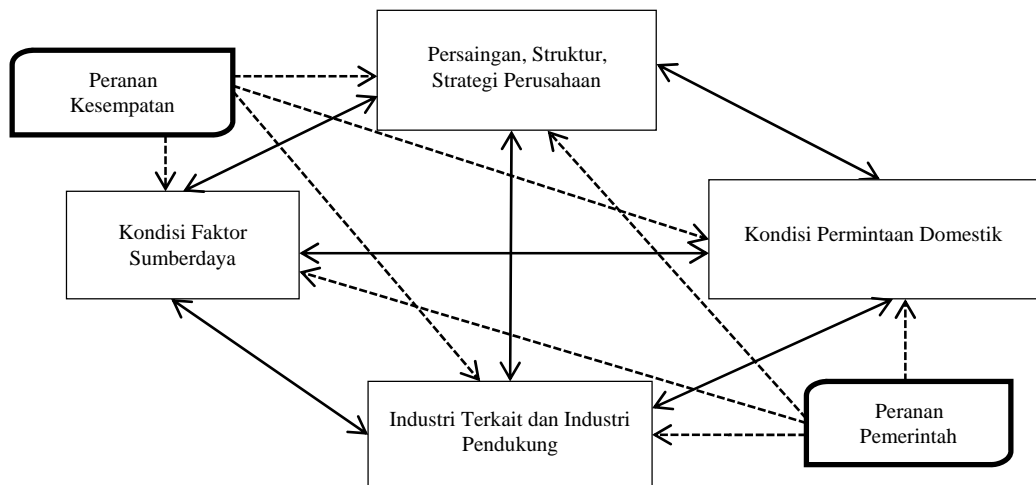 Persaingan, Struktur,
Strategi Perusahaan
Peranan
Kesempatan
Kondisi Faktor
Sumberdaya
Kondisi Permintaan Domestik
Industri Terkait dan Industri
Pendukung
Peranan
Pemerintah